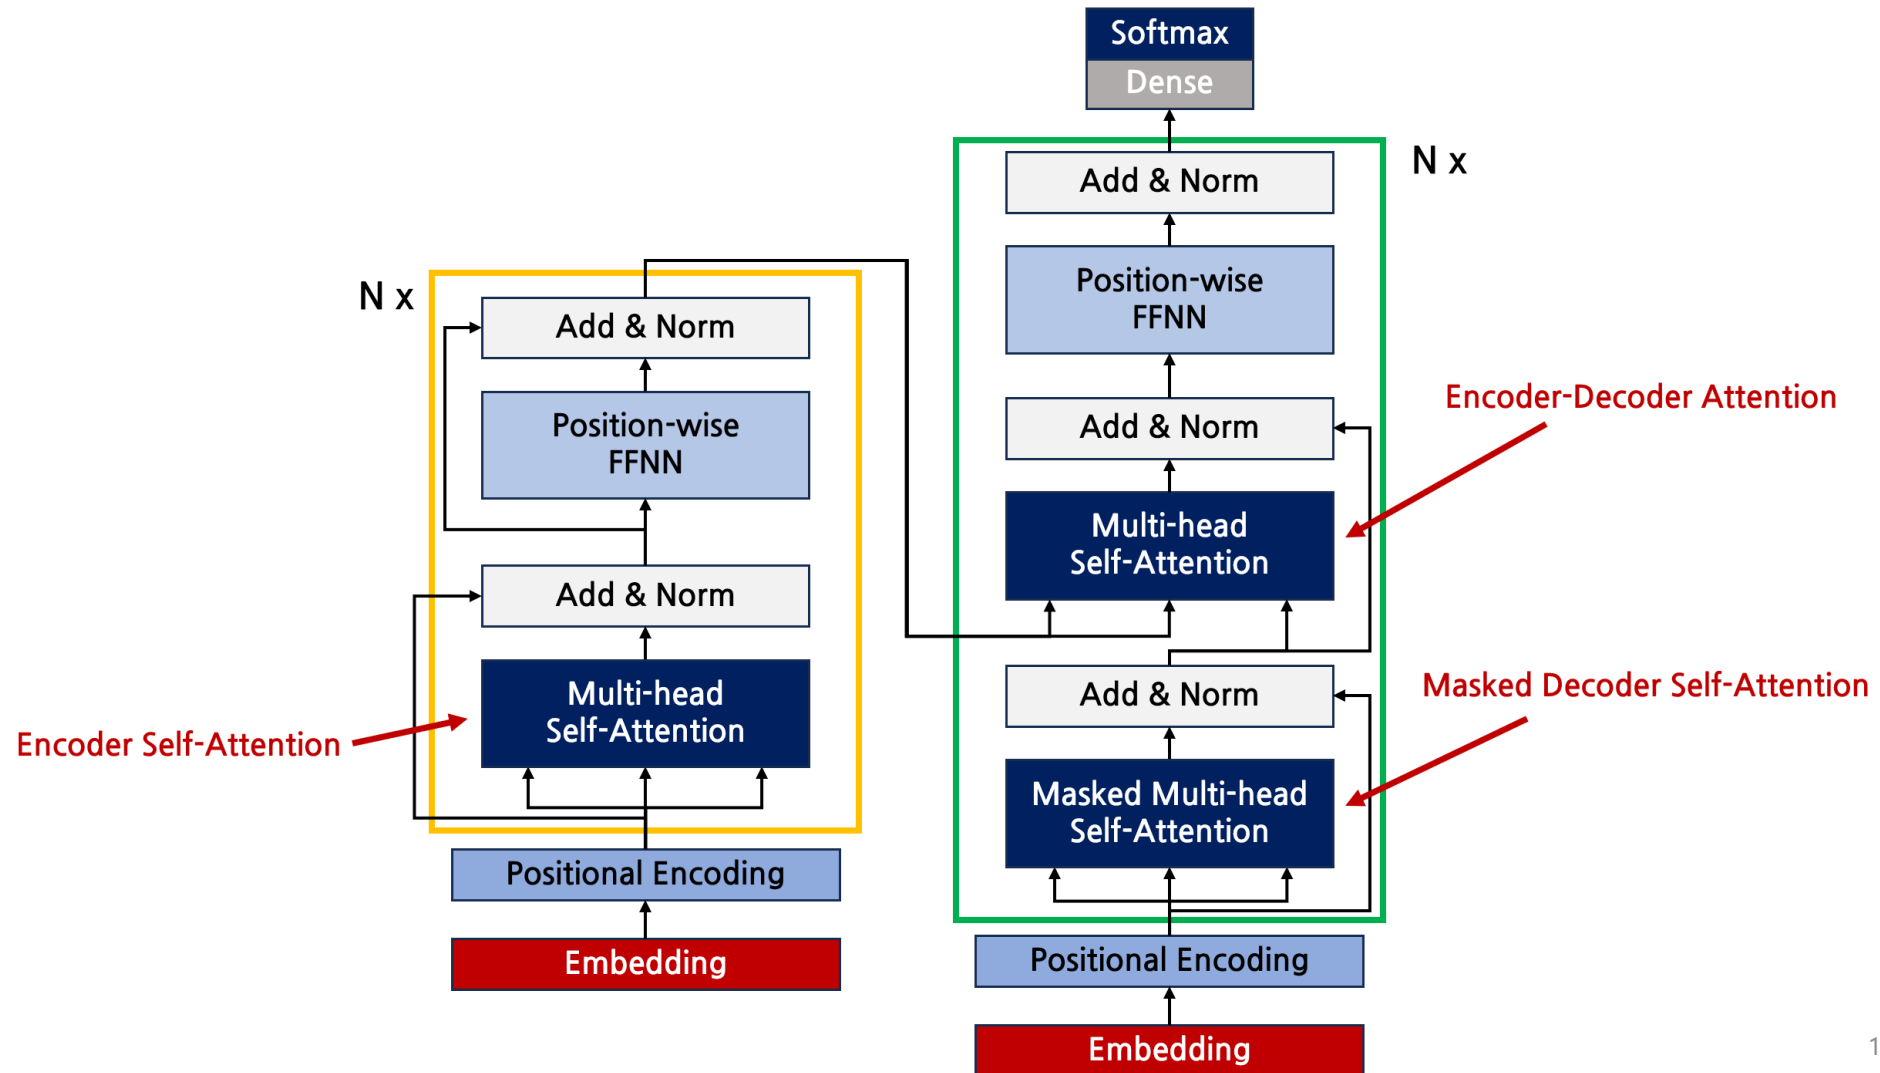 Softmax
Dense
N x
Add & Norm
Position-wise
FFNN
Add & Norm
Encoder-Decoder Attention
Multi-head
Self-Attention
Add & Norm
Masked Decoder Self-Attention
Masked Multi-head
Self-Attention
Positional Encoding
Embedding
N x
Add & Norm
Position-wise
FFNN
Add & Norm
Multi-head
Self-Attention
Encoder Self-Attention
Positional Encoding
Embedding
1